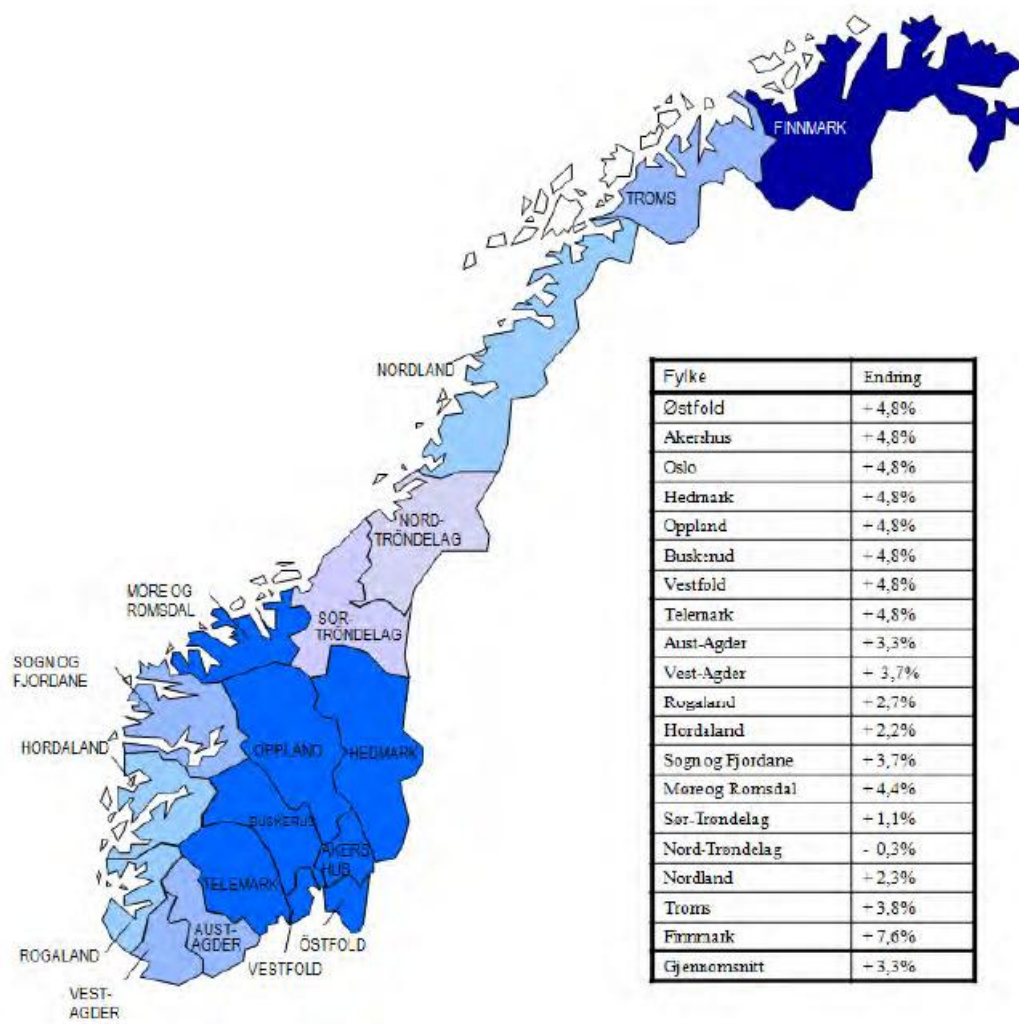 FINNMARK
TROMS
NORDLAND
NORD-
TRÖNDELAG
MÖRE OG
ROMSDAL
SÖR-
TRÖNDELAG
SOGN OG
FJORDANE
HORDALAND
OPPLAND
HEDMARK
BUSKERUD
AKERS
HUS
TELEMARK
AUST-
AGDER
ÖSTFOLD
ROGALAND
VESTFOLD
VEST-
AGDER
Fylke Endring
Østfold + 4,8%
Akershus + 4,8%
Oslo + 4,8%
Hedmark + 4,8%
Oppland + 4,8%
Buskerud + 4,8%
Vestfold + 4,8%
Telemark + 4,8%
Aust-Agder + 3,3%
Vest-Agder + 3,7%
Rogaland + 2,7%
Hordaland + 2,2%
Sogn og Fjordane + 3,7%
Møre og Romsdal + 4,4%
Sør-Trøndelag + 1,1%
Nord-Trøndelag - 0,3%
Nordland + 2,3%
Troms + 3,8%
Finnmark + 7,6%
Gjennomsnitt + 3,3%